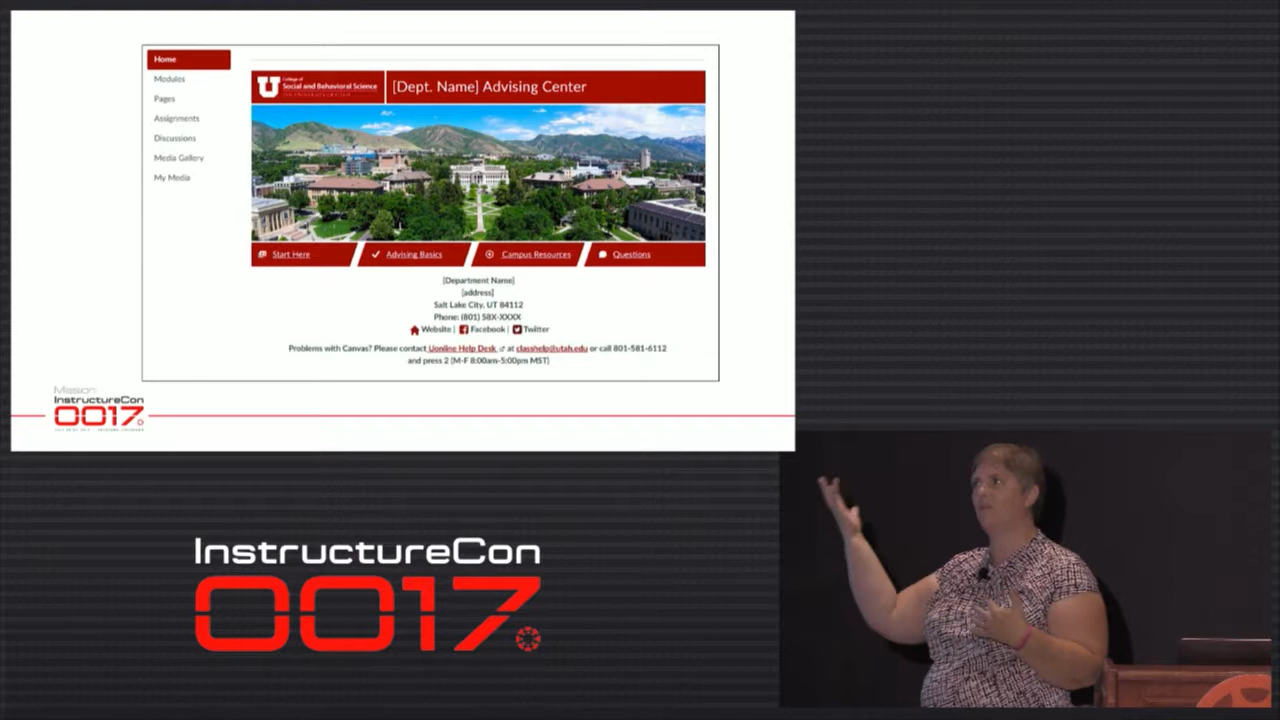 Home
Modules
Pages
Assignments
Discussions
Media Gallery
My Media
U
College of
Social and Behavioral Science
[Dept. Name] Advising Center
Start Here
Advising Basics
Campus Resources
Questions
[Department Name]
[address]
Salt Lake City, UT 84112
Phone: (801) 58X-XXXX
Website | Facebook | Twitter
Problems with Canvas? Please contact Uonline Help Desk at classhelp@utah.edu or call 801-581-6112
and press 2 (M-F 8:00am-5:00pm MST)
Mission:
InstructureCon
0017
InstructureCon
0017